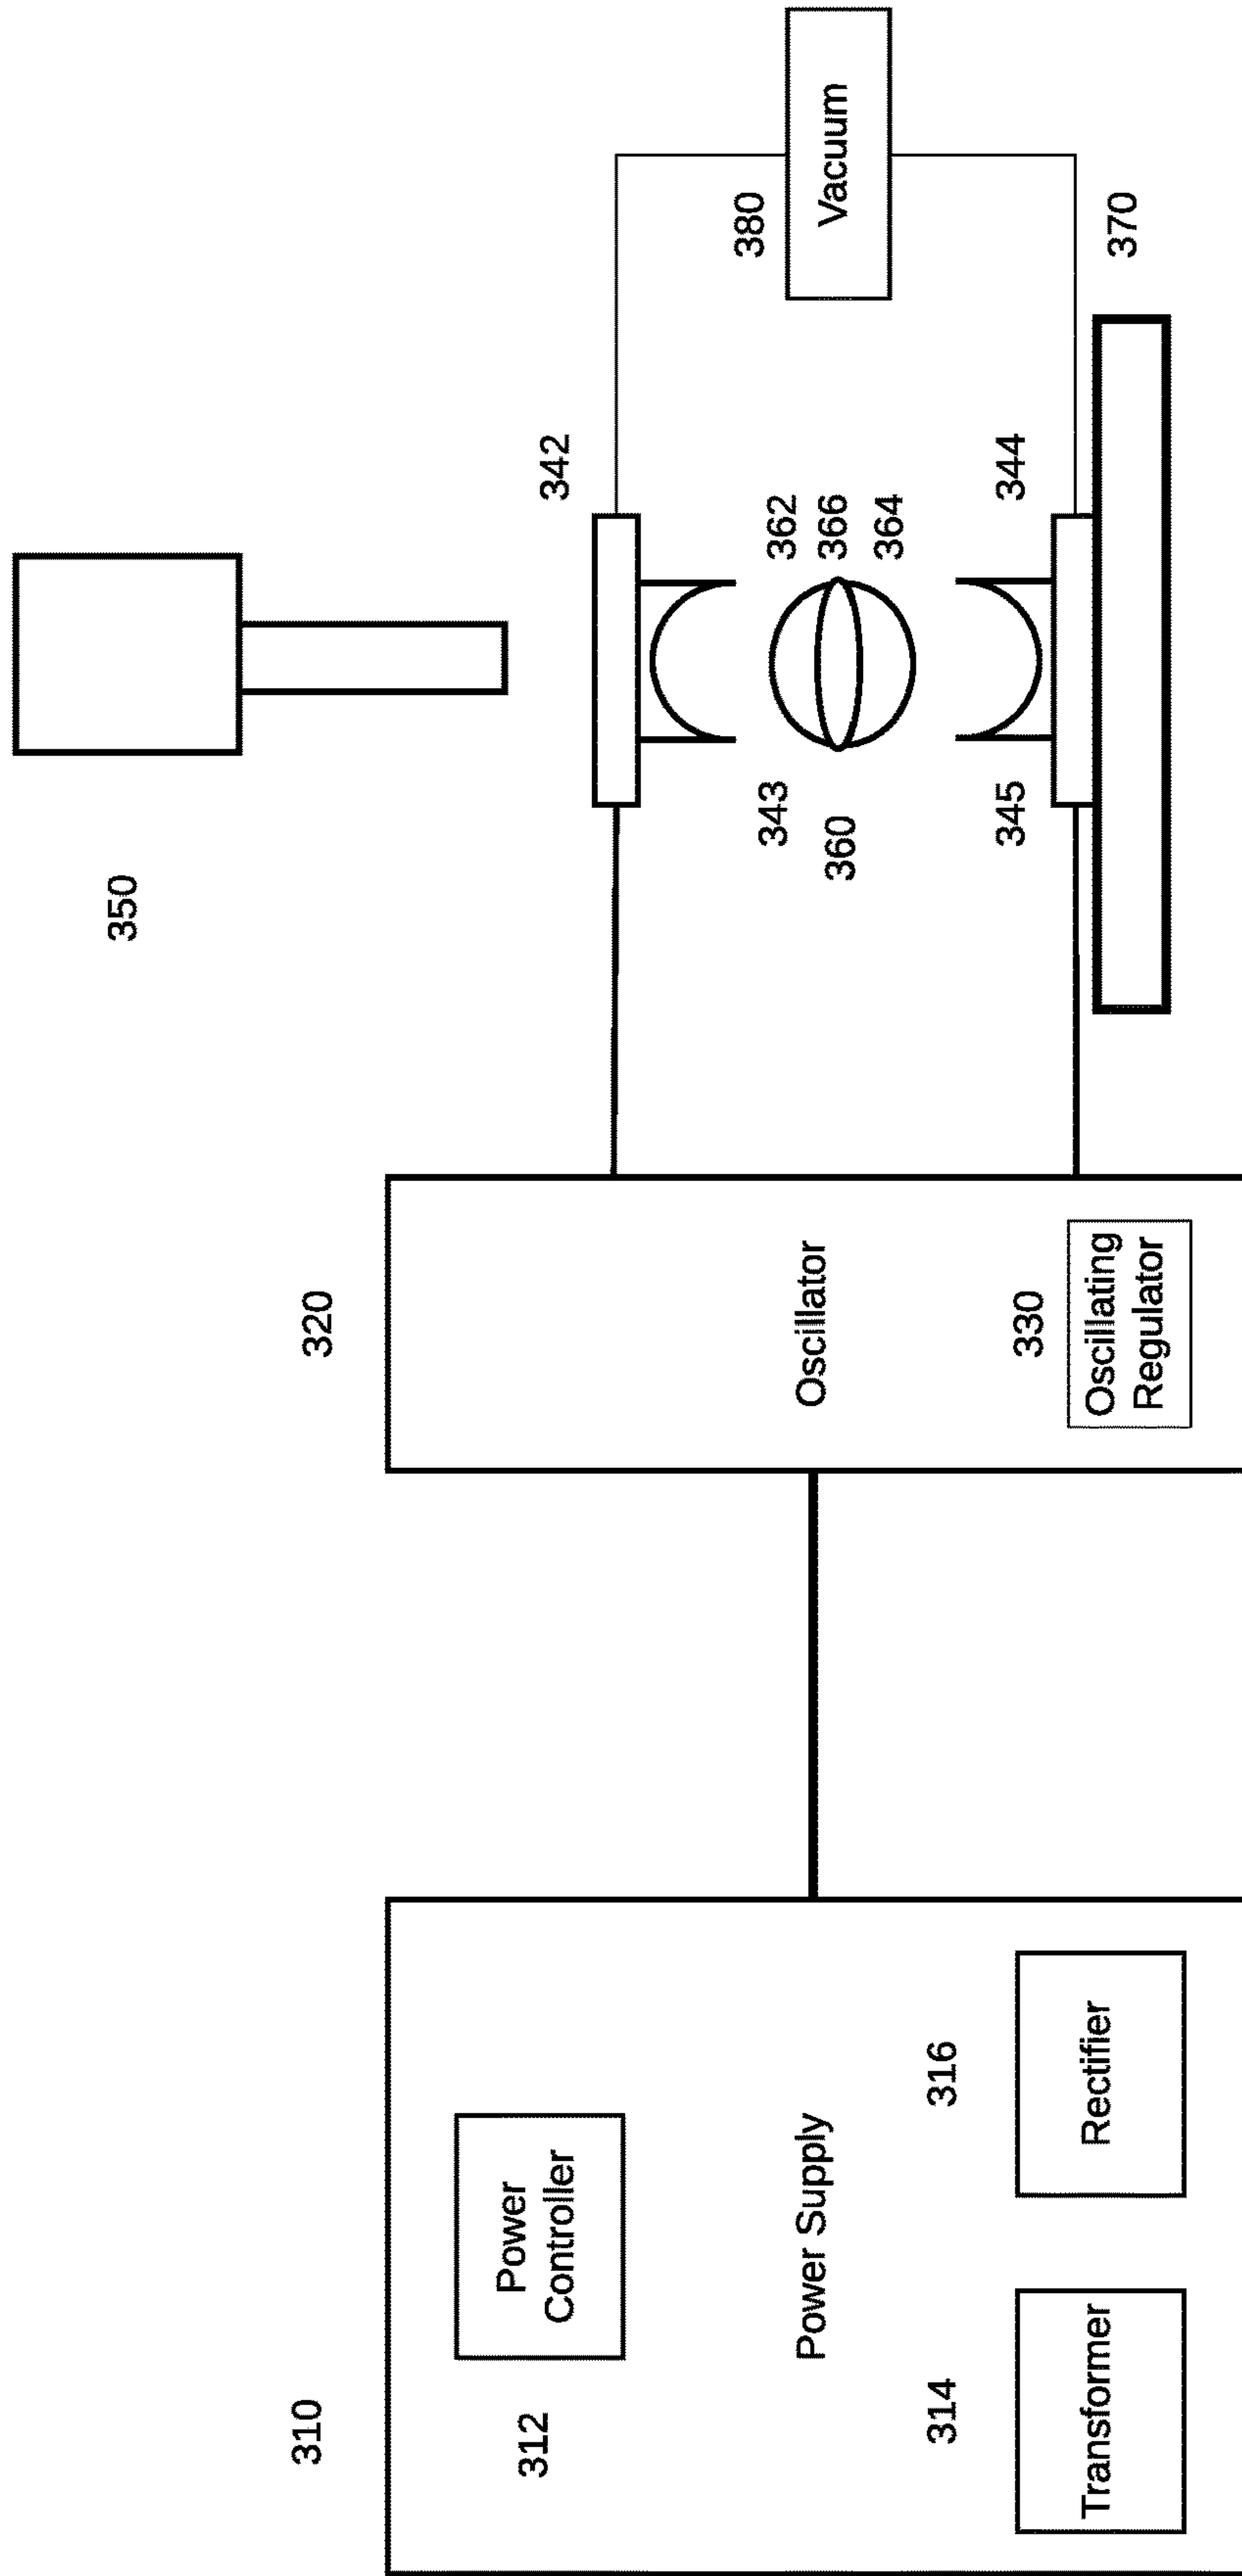 350
342
380
Vacuum
343
360
362
366
364
344
345
370
320
Oscillator
330
Oscillating
Regulator
310
312
Power
Controller
Power Supply
314
Transformer
316
Rectifier